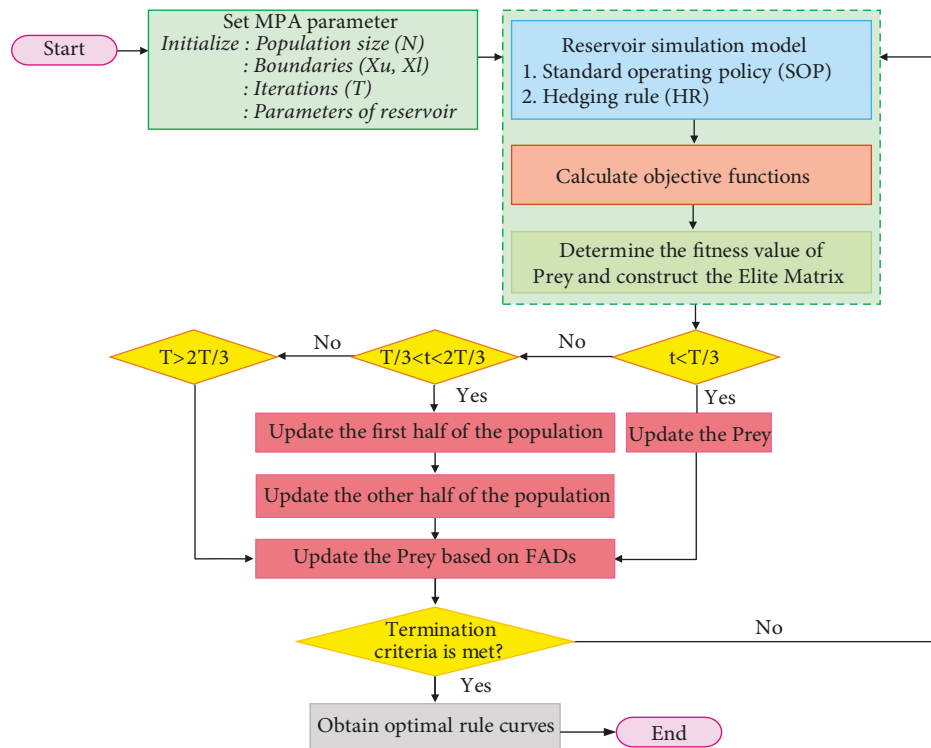 Start
Set MPA parameter
Initialize : Population size (N)
: Boundaries (Xu, Xl)
: Iterations (T)
: Parameters of reservoir
Reservoir simulation model
1. Standard operating policy (SOP)
2. Hedging rule (HR)
Calculate objective functions
Determine the fitness value of
Prey and construct the Elite Matrix
T>2T/3
No
T/3<t<2T/3
No
t<T/3
Yes
Yes
Update the first half of the population
Update the Prey
Update the other half of the population
Update the Prey based on FADs
Termination
criteria is met?
No
Yes
Obtain optimal rule curves
End